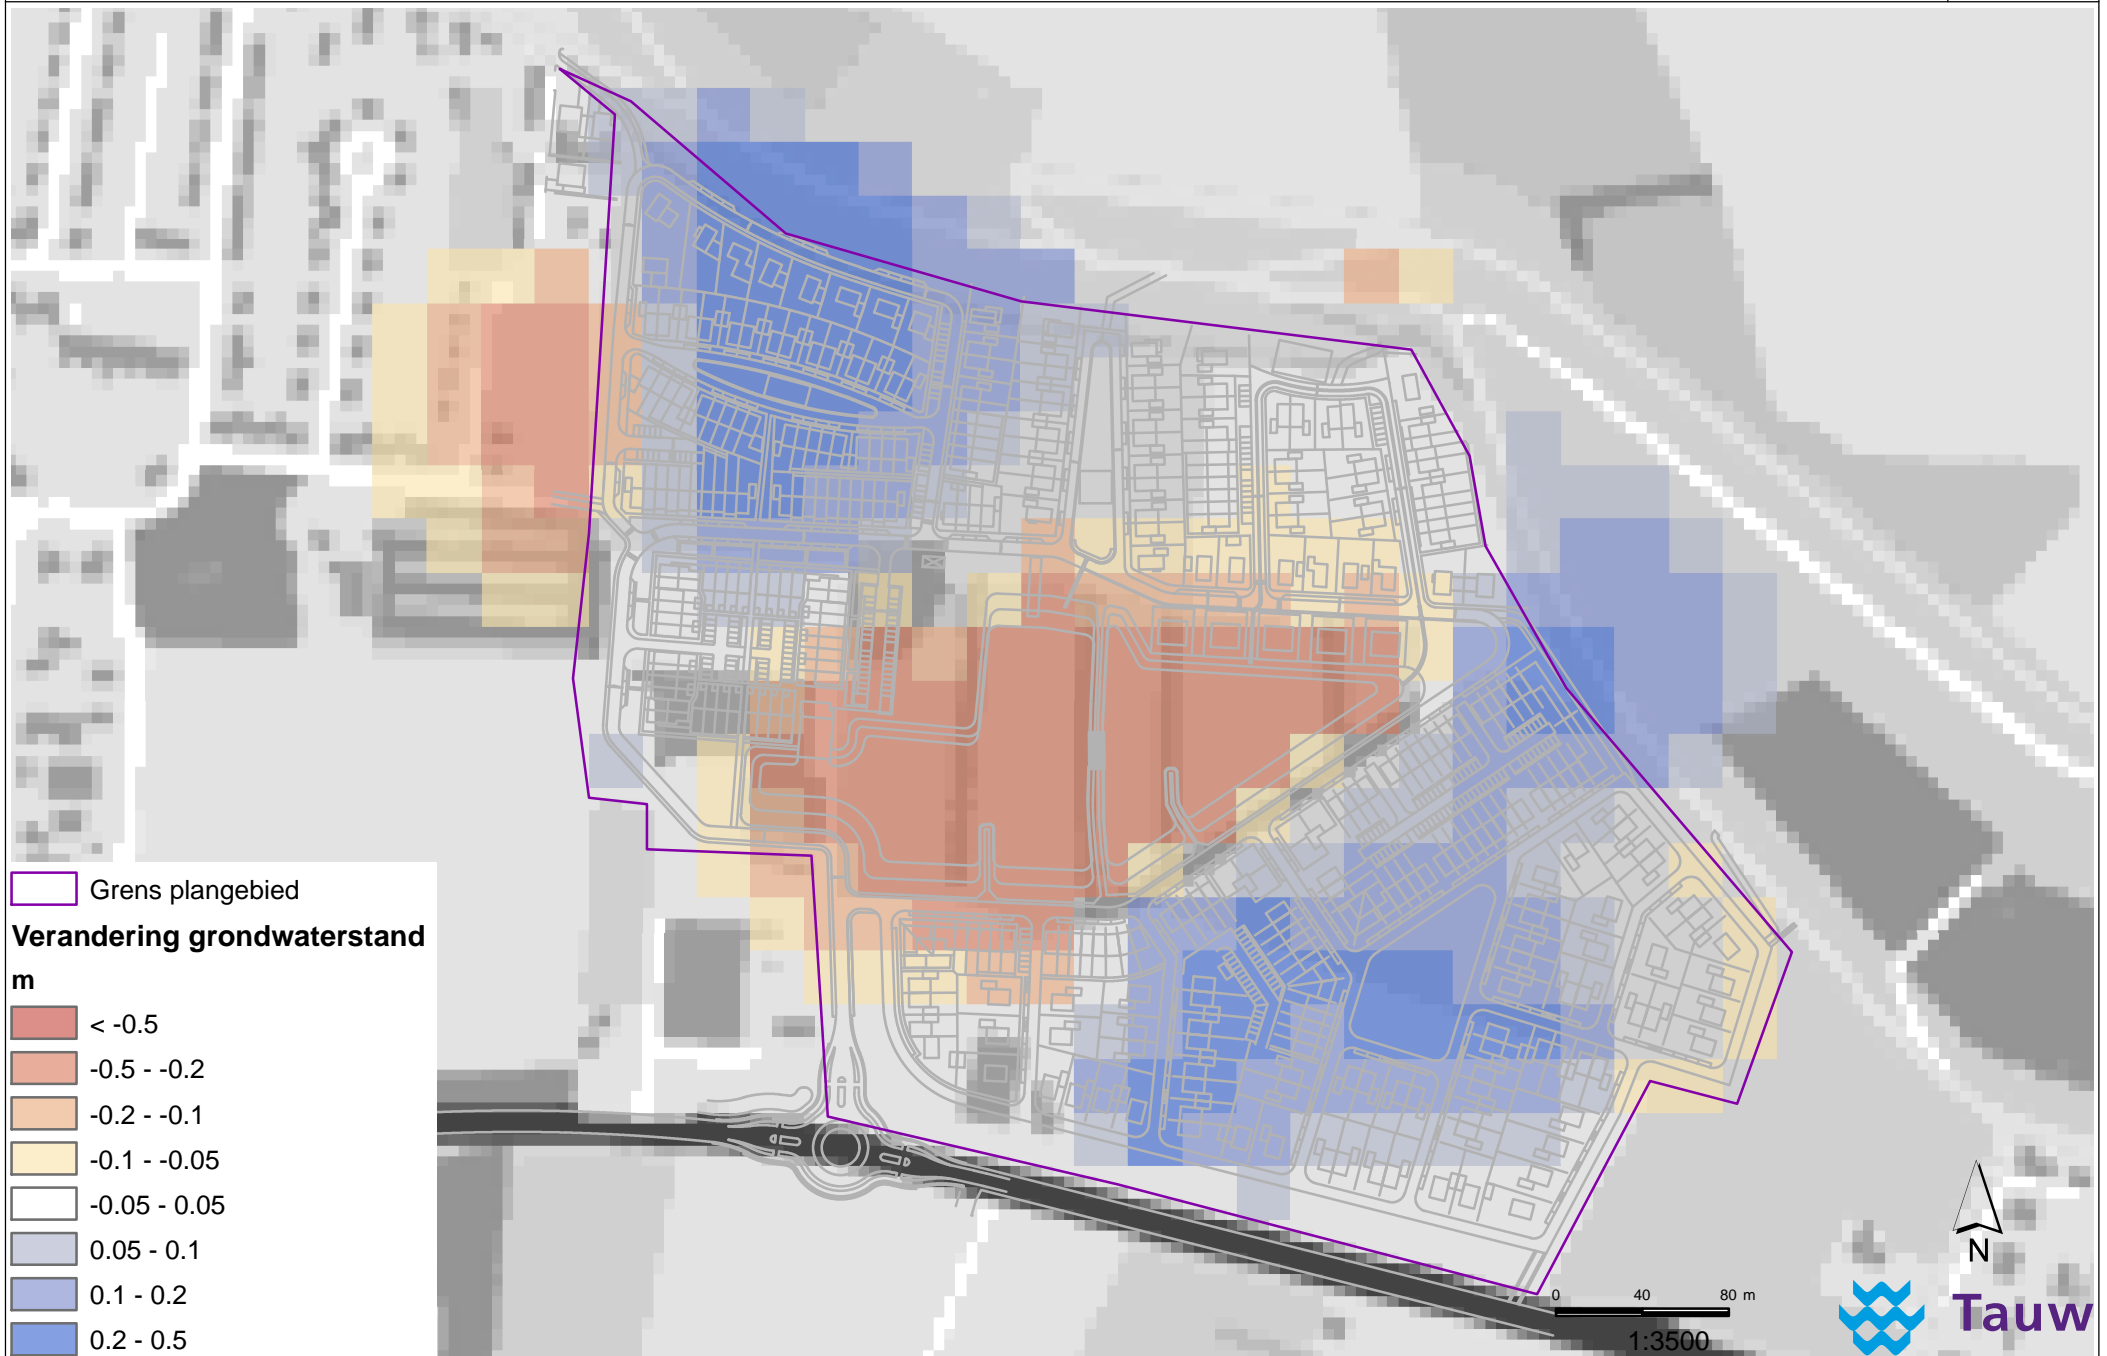 Grens plangebied
Verandering grondwaterstand
m
< -0.5
-0.5 - -0.2
-0.2 - -0.1
-0.1 - -0.05
-0.05 - 0.05
0.05 - 0.1
0.1 - 0.2
0.2 - 0.5
N
0 40 80 m
1:3500
Tauw